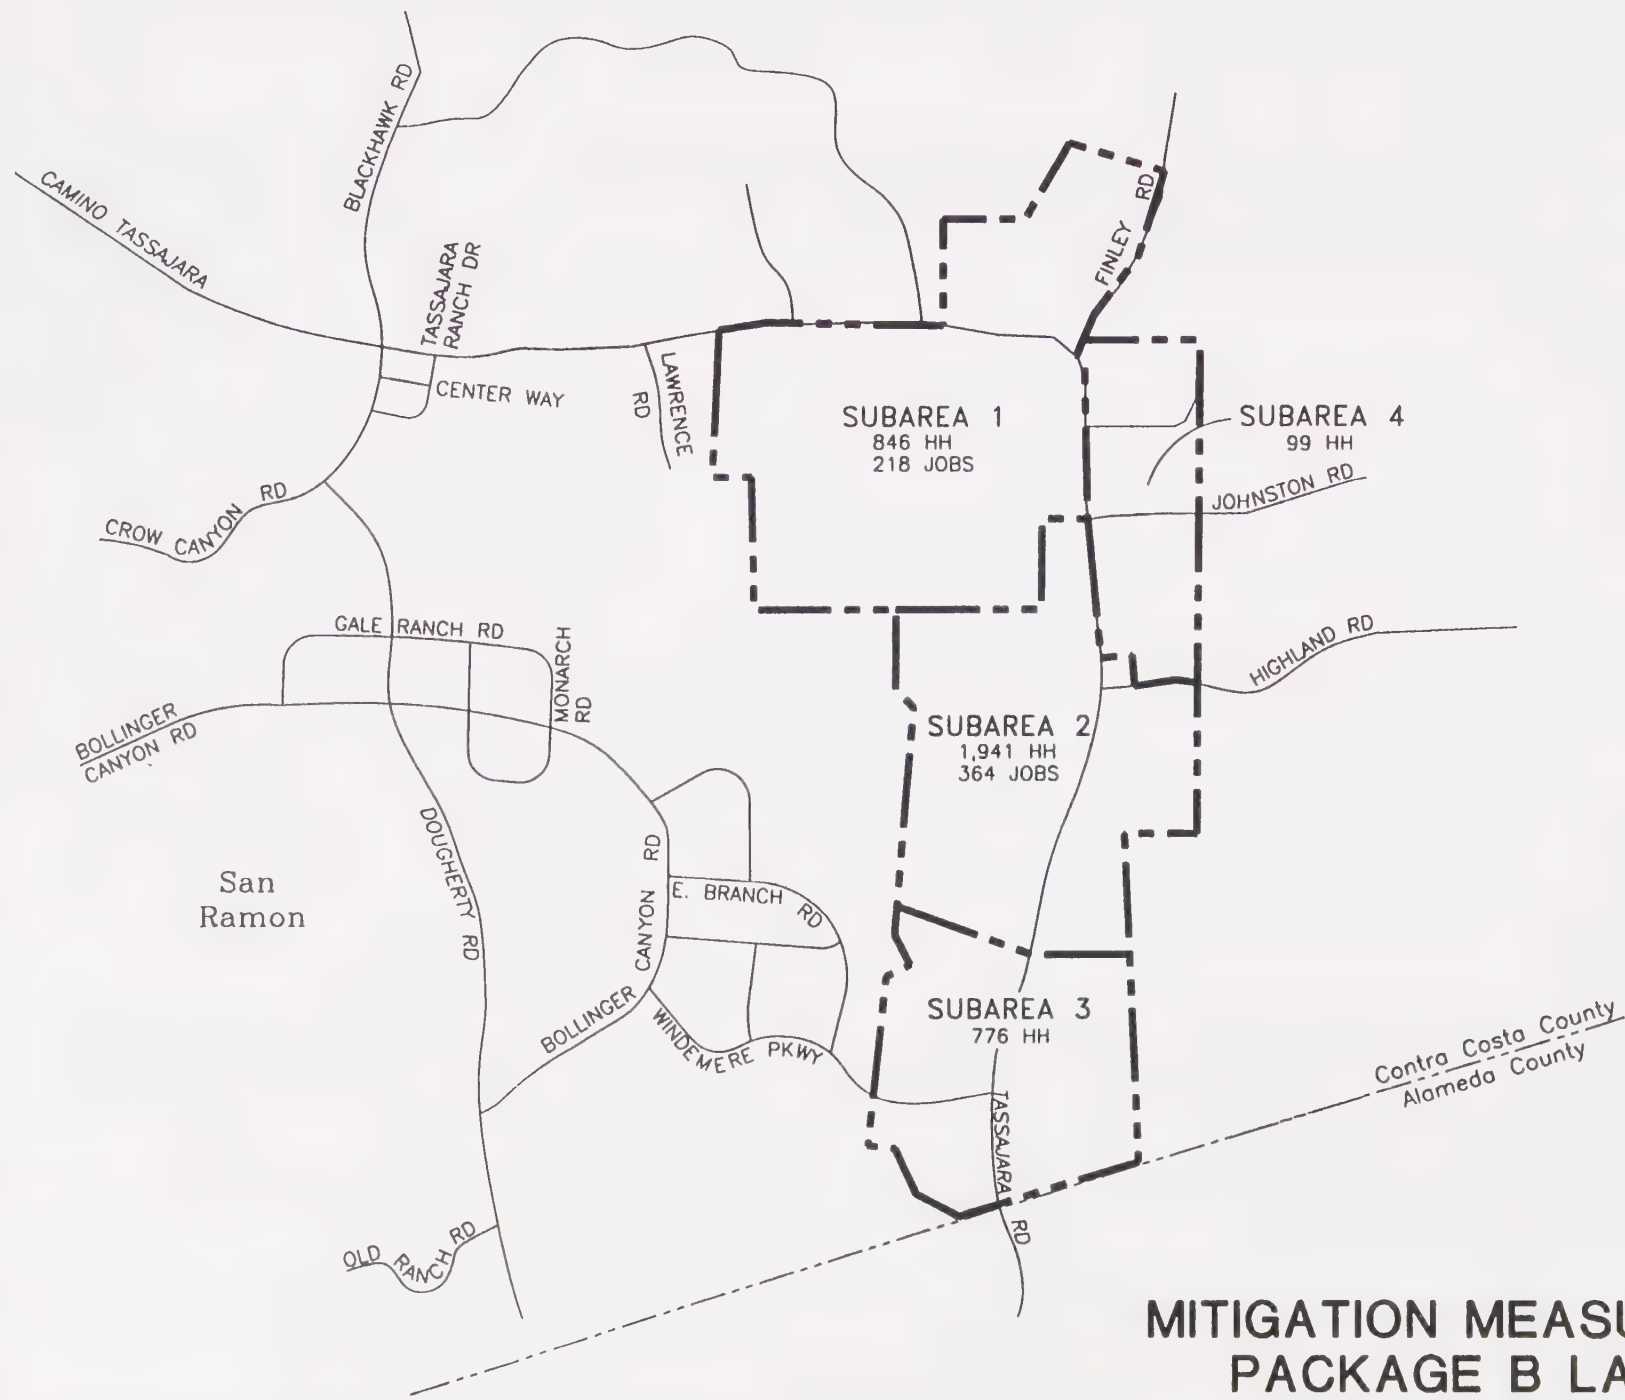 BLACKHAWK RD
CAMINO TASSAJARA
TASSAJARA
RANCH DR
CENTER WAY
LAWRENCE
RD
FINLEY RD
SUBAREA 1
846 HH
218 JOBS
SUBAREA 4
99 HH
JOHNSTON RD
CROW CANYON RD
GALE RANCH RD
MONARCH
RD
HIGHLAND RD
BOLLINGER
CANYON RD
SUBAREA 2
1,941 HH
364 JOBS
DOUGHERTY RD
San
Ramon
E. BRANCH RD
BOLLINGER CANYON RD
WINDEMERE PKWY
SUBAREA 3
776 HH
TASSAJARA RD
Contra Costa County
Alameda County
OLD RANCH RD
MITIGATION MEASU
PACKAGE B LA